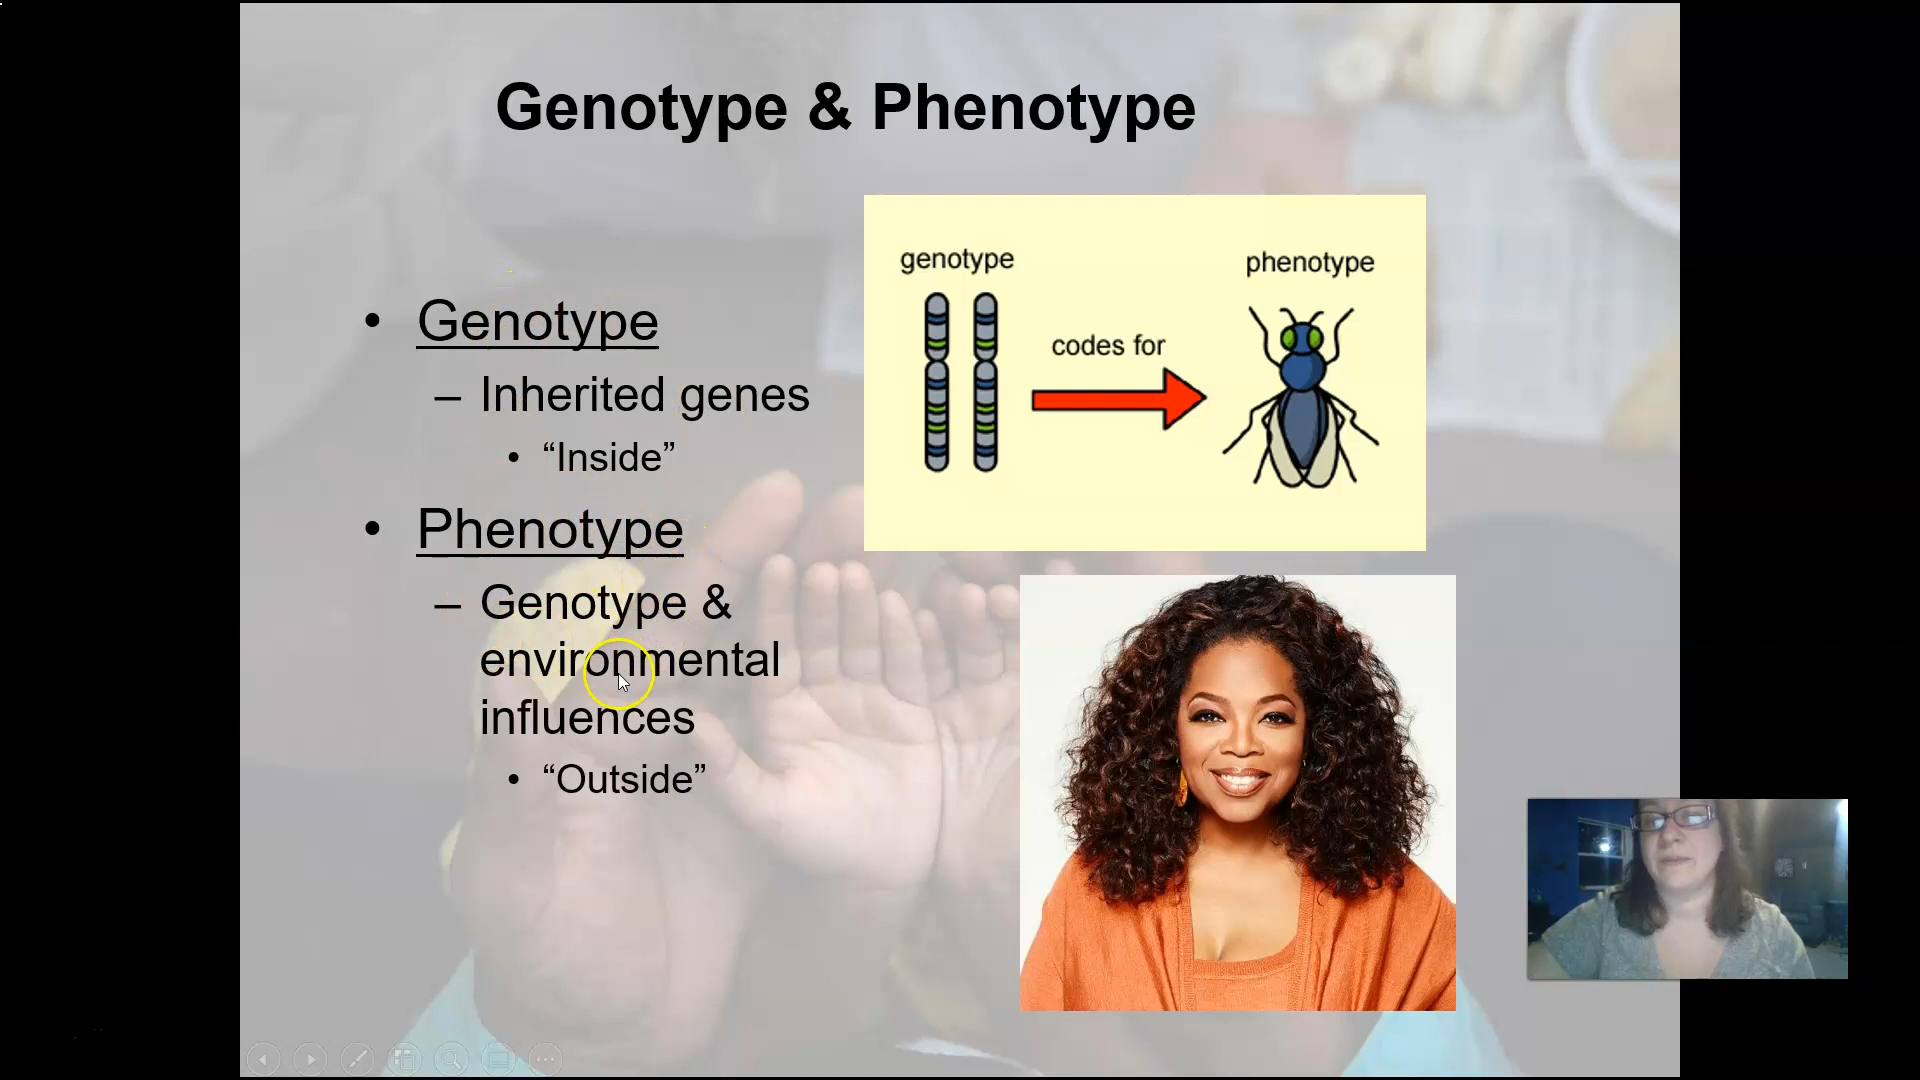 Genotype & Phenotype
• Genotype
– Inherited genes
• “Inside”
• Phenotype
– Genotype &
environmental
influences
• “Outside”
genotype
phenotype
codes for